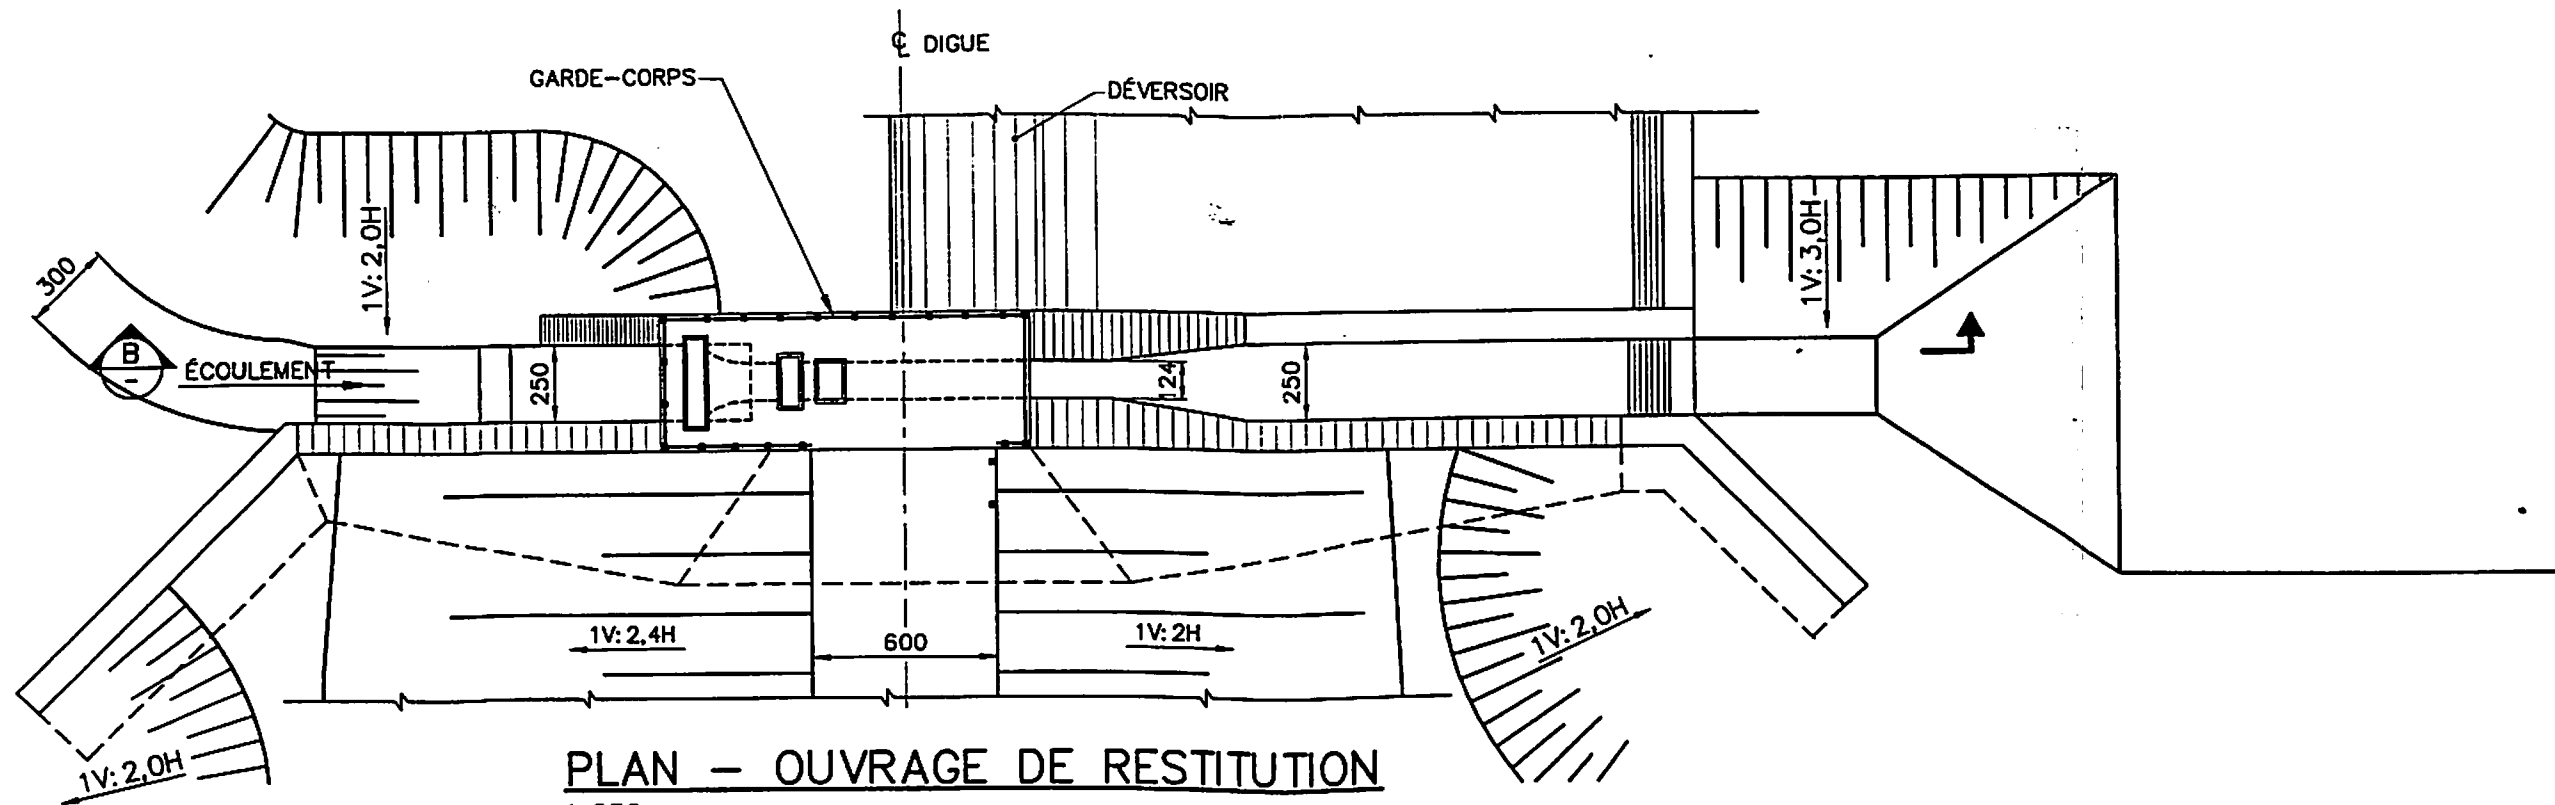 ℄ DIGUE
GARDE-CORPS
DÉVERSOIR
1V: 2,0H
1V: 3,0H
300
B
-
ÉCOULEMENT
250
124
250
1V: 2,4H
600
1V: 2H
1V: 2,0H
1V: 2,0H
PLAN - OUVRAGE DE RESTITUTION